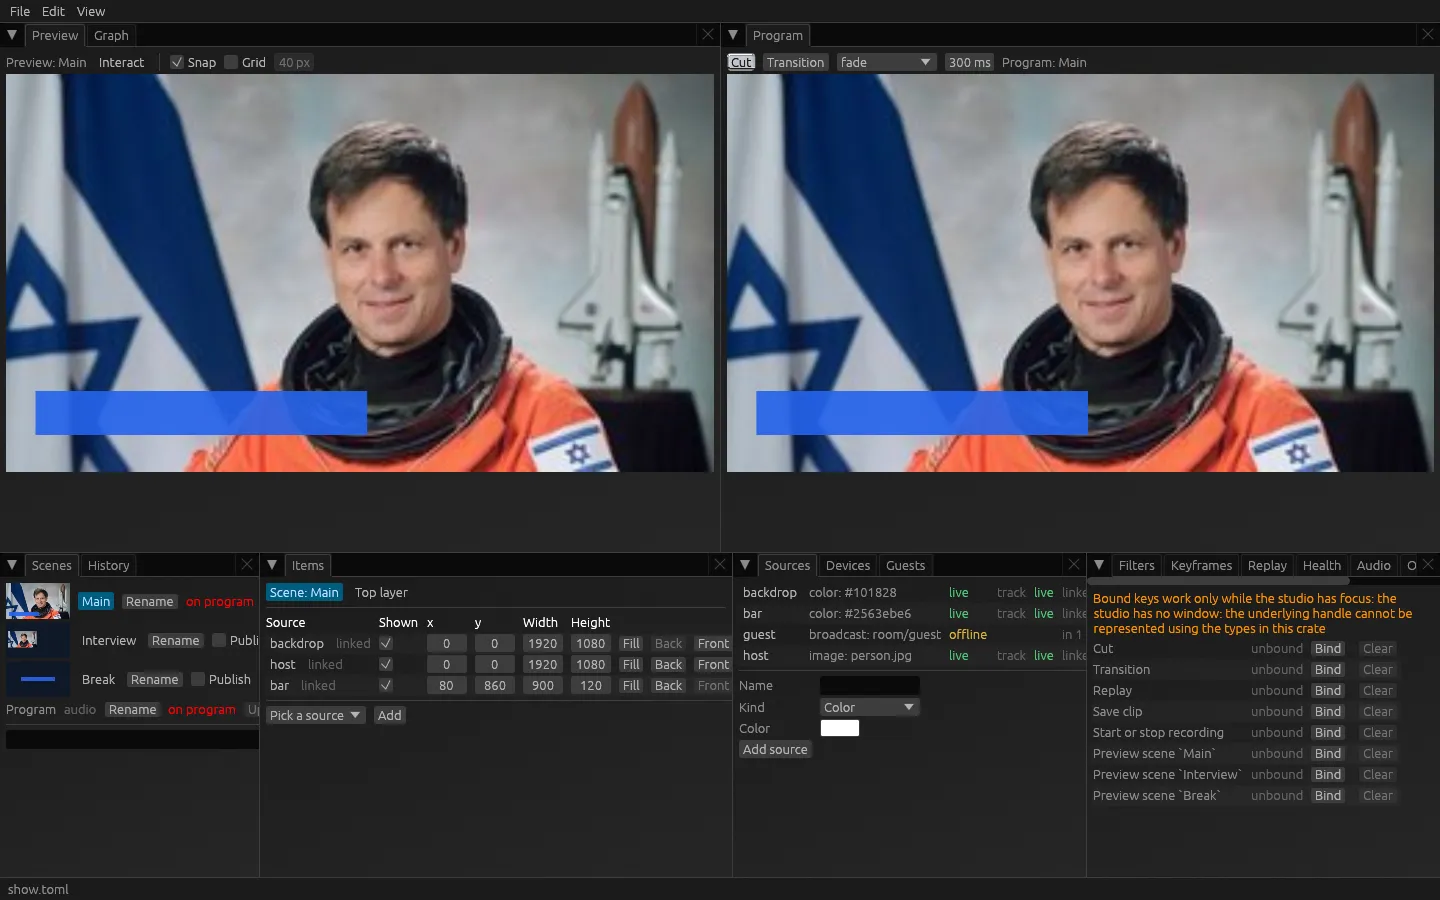 File Edit View
Preview Graph
Program
Preview: Main Interact Snap Grid 40 px
Cut Transition fade 300 ms Program: Main
Scenes History
Main Rename on program
Interview Rename
Break Rename Publish
Program audio Rename on program
Items
Scene: Main Top layer
Source Shown x y Width Height
backdrop linked 0 0 1920 1080 Fill Back Front
host linked 0 0 1920 1080 Fill Back Front
bar linked 80 860 900 120 Fill Back Front
Pick a source Add
Sources Devices Guests
backdrop color: #101828 live track live
bar color: #2563ebe6 live track live
guest broadcast: room/guest offline in 1
host image: person.jpg live track live
Name
Kind Color
Color
Add source
Filters Keyframes Replay Health Audio
Bound keys work only while the studio has focus: the
studio has no window: the underlying handle cannot be
represented using the types in this crate
Cut unbound Bind Clear
Transition unbound Bind Clear
Replay unbound Bind Clear
Save clip unbound Bind Clear
Start or stop recording unbound Bind Clear
Preview scene `Main` unbound Bind Clear
Preview scene `Interview` unbound Bind Clear
Preview scene `Break` unbound Bind Clear
show.toml